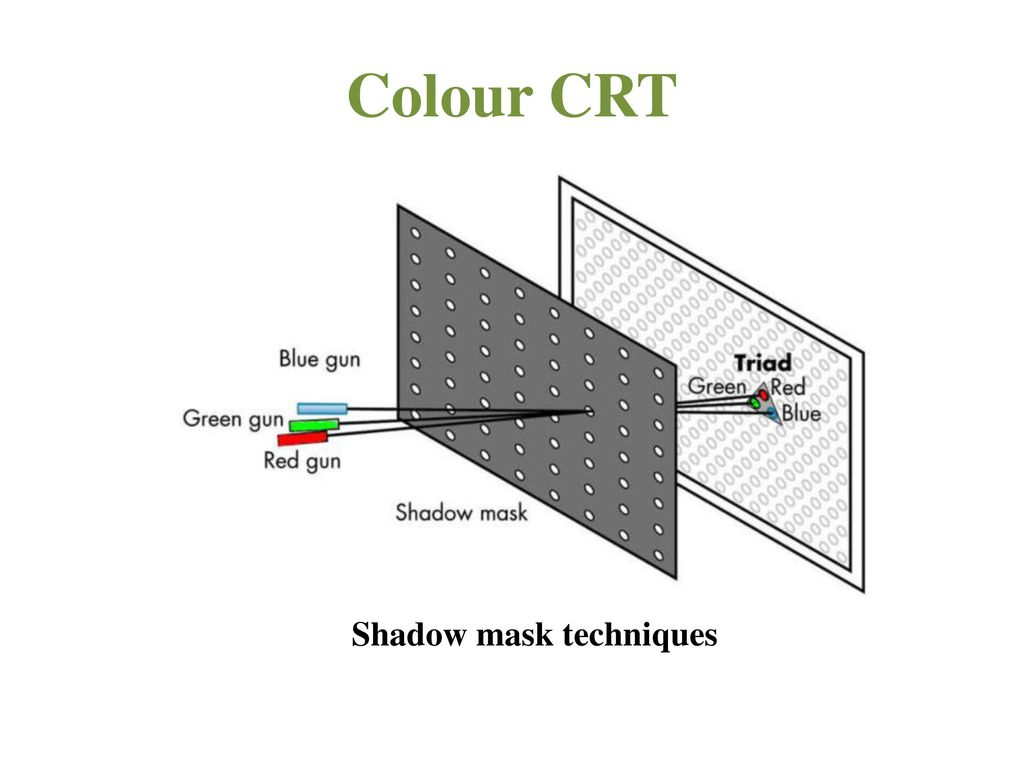 Colour CRT
Blue gun
Green gun
Red gun
Shadow mask
Triad
Green Red
Blue
Shadow mask techniques